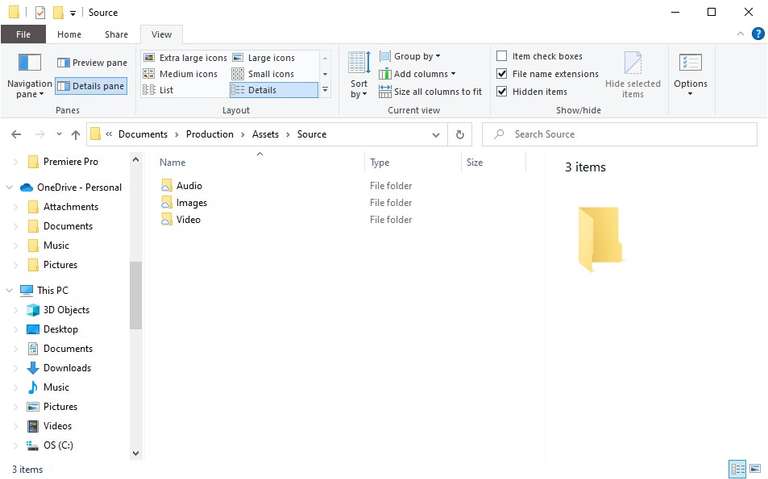 Source
File Home Share View
Navigation pane
Preview pane
Details pane
Panes
Extra large icons Large icons
Medium icons Small icons
List Details
Layout
Sort by
Group by
Add columns
Size all columns to fit
Current view
Item check boxes
File name extensions
Hidden items
Hide selected items
Show/hide
Options
« Documents > Production > Assets > Source
Search Source
Premiere Pro
OneDrive - Personal
Attachments
Documents
Music
Pictures
This PC
3D Objects
Desktop
Documents
Downloads
Music
Pictures
Videos
OS (C:)
Name Type Size
Audio File folder
Images File folder
Video File folder
3 items
3 items